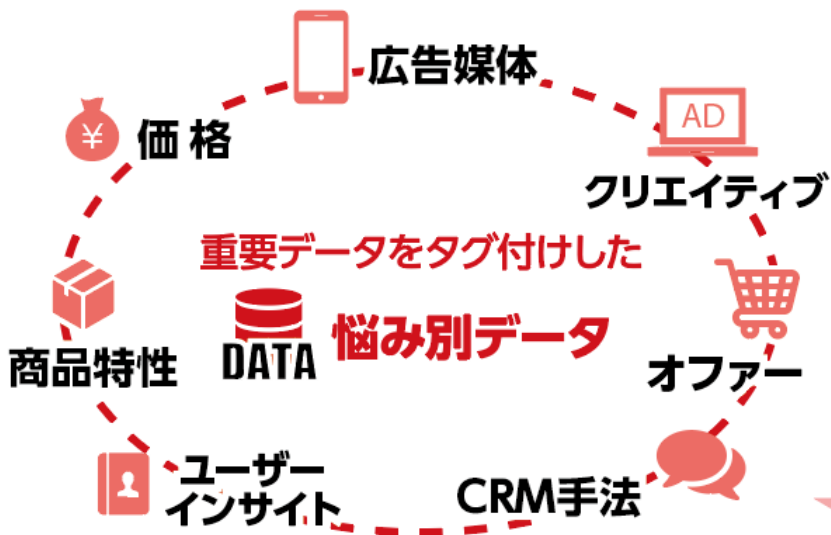 広告媒体
¥
価格
AD
クリエイティブ
重要データをタグ付けした
DATA
悩み別データ
商品特性
オファー
ユーザー
インサイト
CRM手法